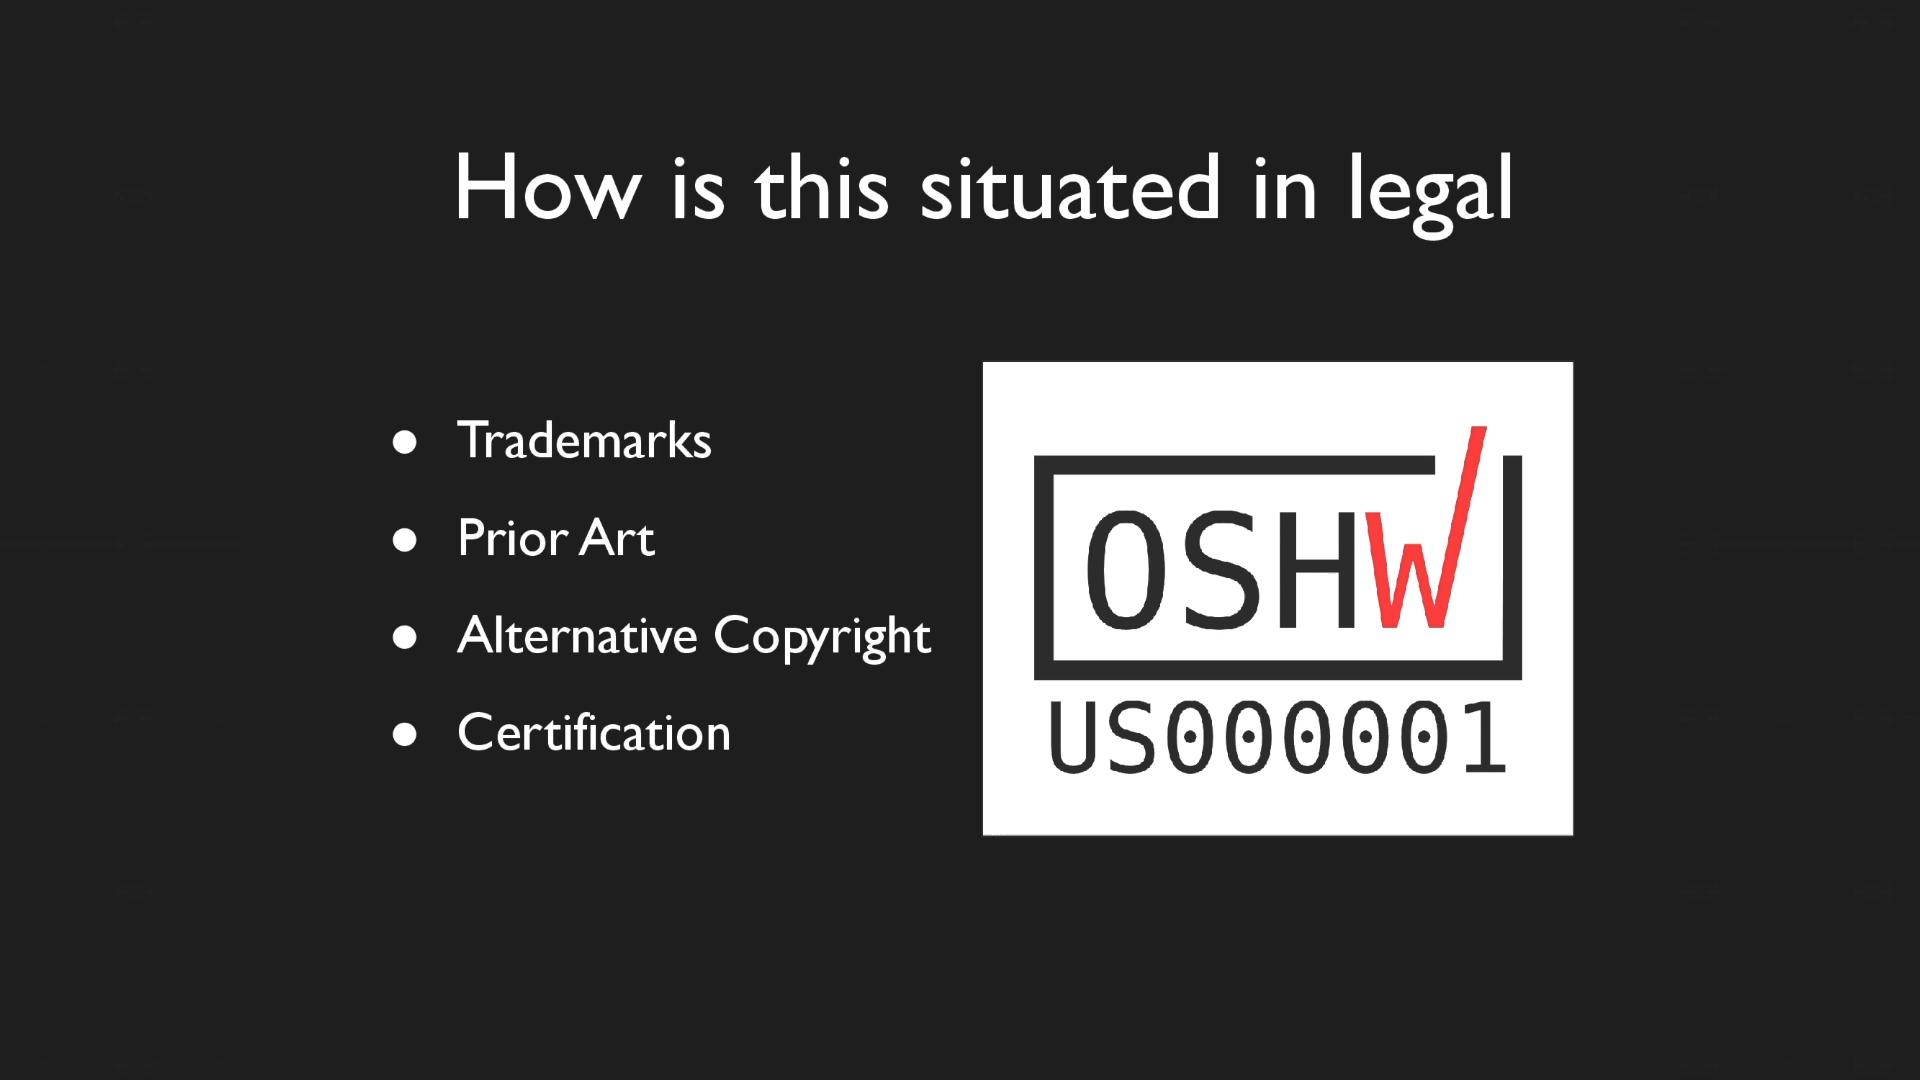 How is this situated in legal
● Trademarks
● Prior Art
● Alternative Copyright
● Certification
OSHW
US000001